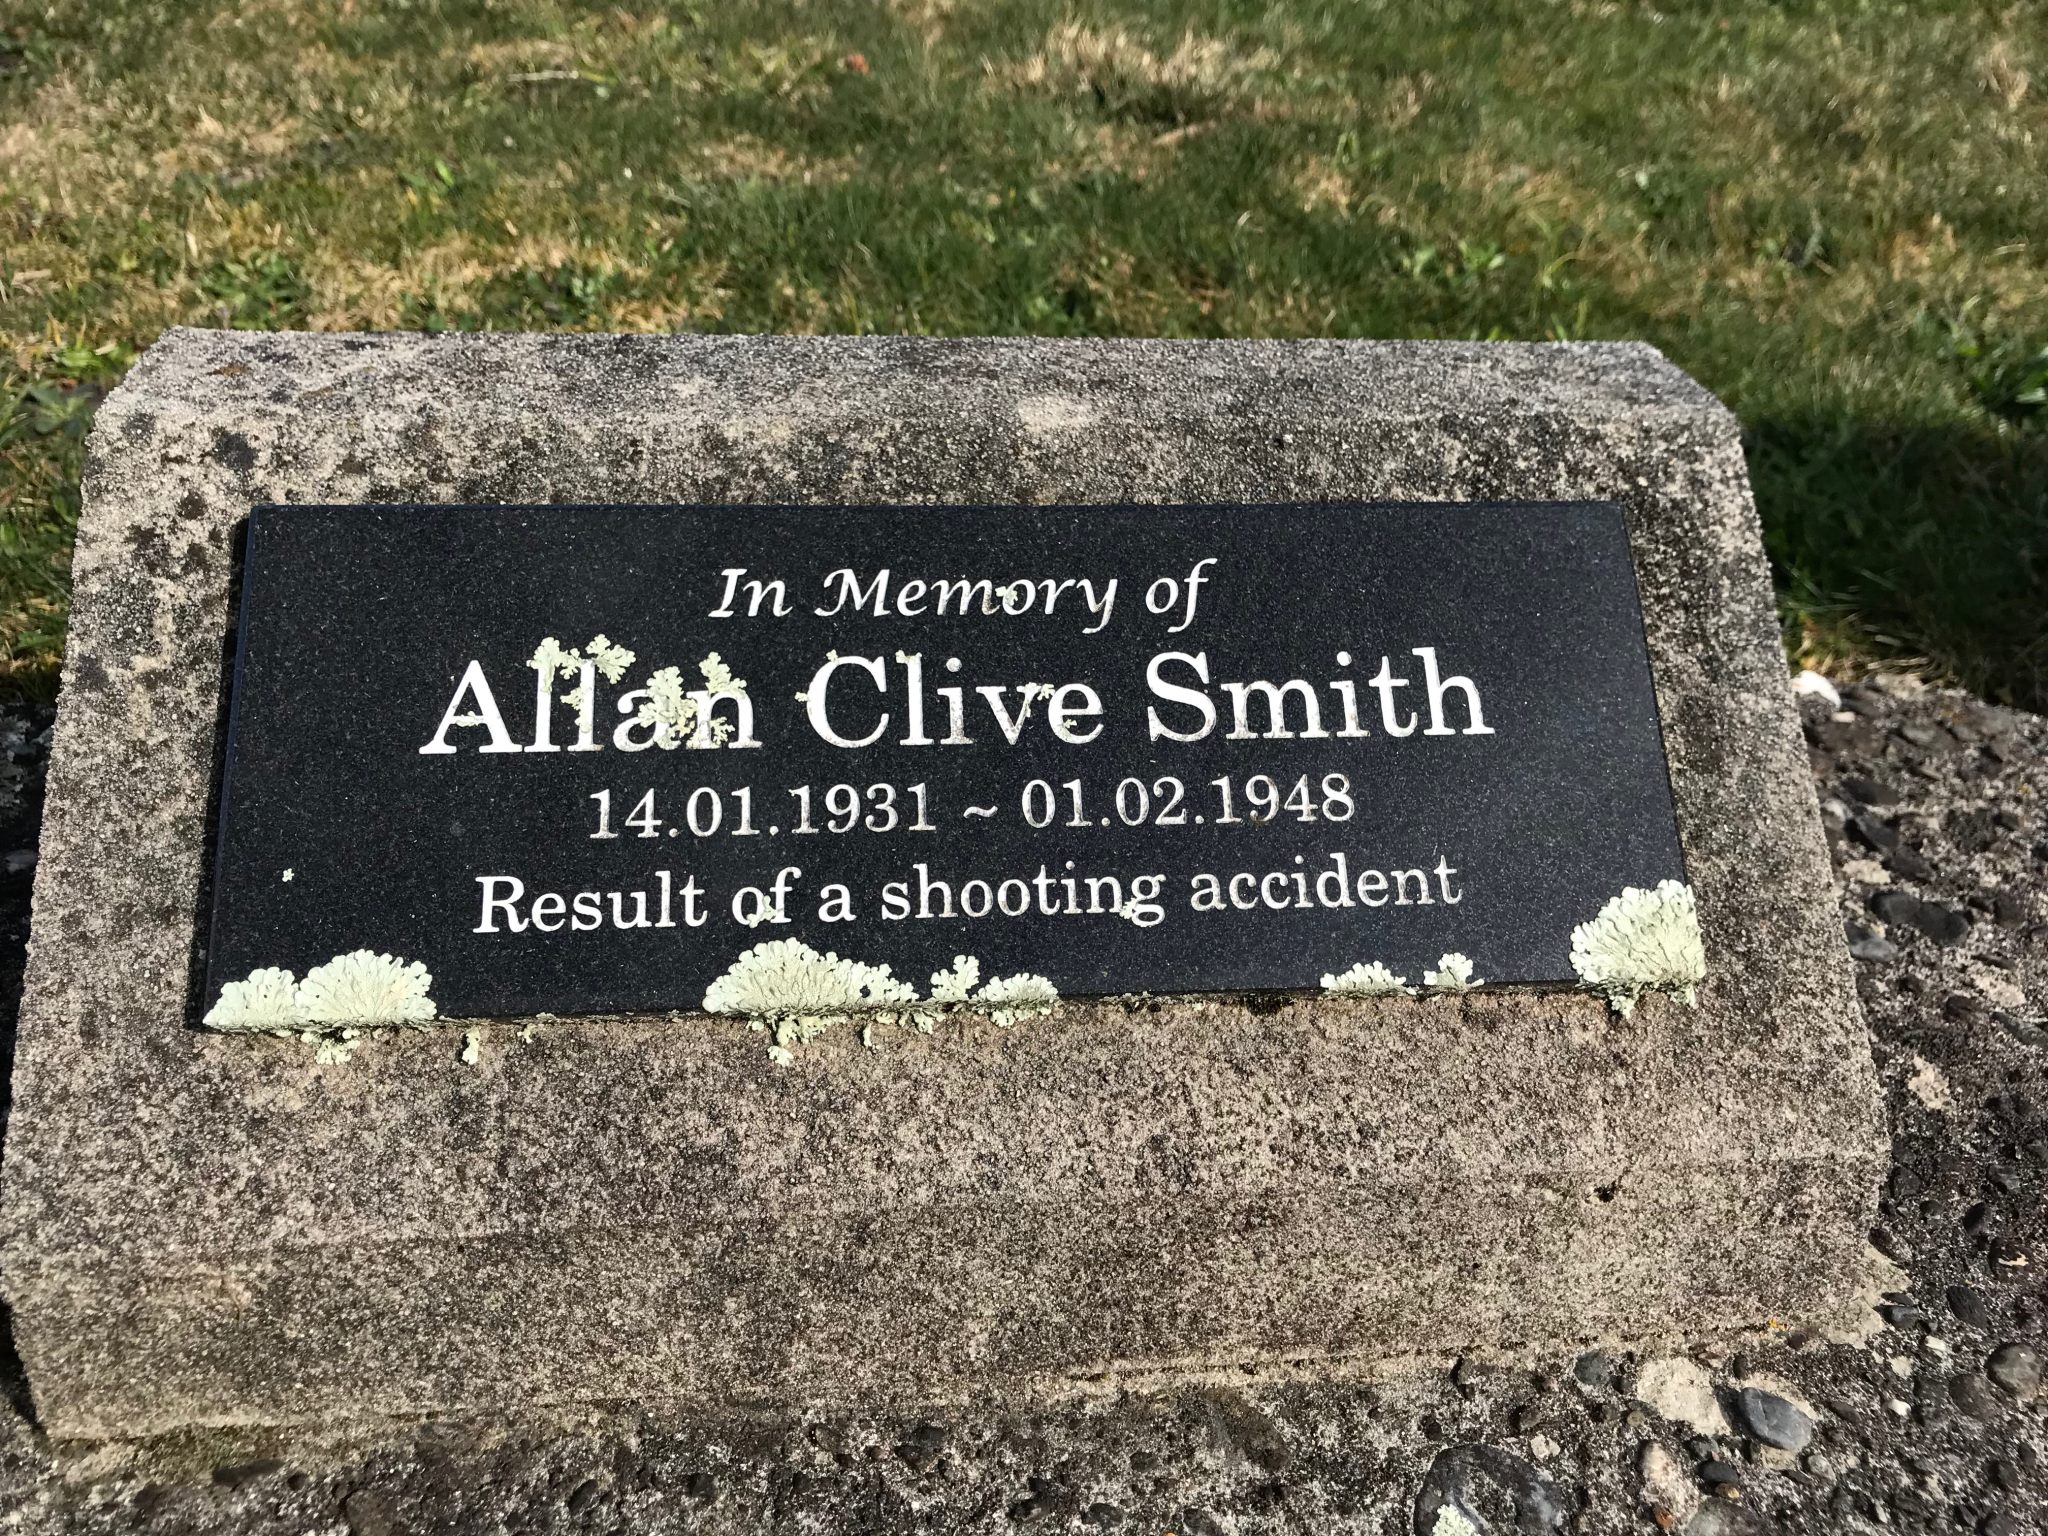 In Memory of
Allan Clive Smith
14.01.1931 ~ 01.02.1948
Result of a shooting accident